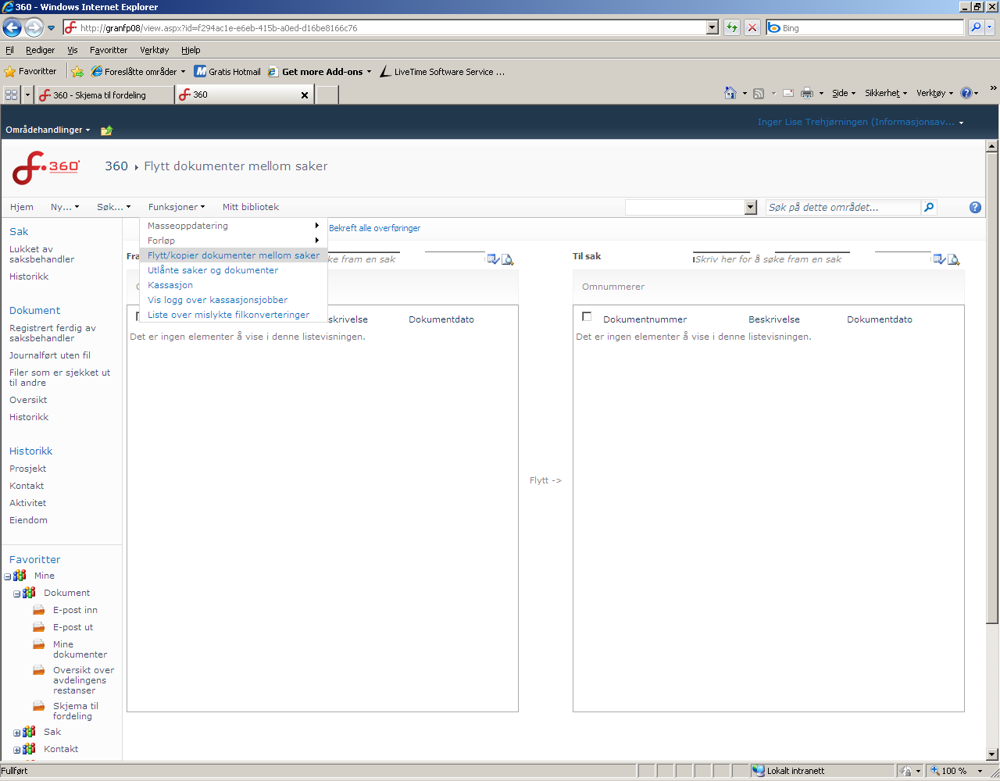 360 - Windows Internet Explorer
http://granfp08/view.aspx?id=f294ac1e-e6eb-415b-a0ed-d16be8166c76
Bing
Fil Rediger Vis Favoritter Verktøy Hjelp
Favoritter Foreslåtte områder Gratis Hotmail Get more Add-ons LiveTime Software Service ...
360 - Skjema til fordeling
360
Side Sikkerhet Verktøy
Områdehandlinger
Inger Lise Trehjørningen (Informasjonsav...
360°
360 Flytt dokumenter mellom saker
Hjem Ny... Søk... Funksjoner Mitt bibliotek
Søk på dette området...
Sak
Lukket av
saksbehandler
Historikk
Dokument
Registrert ferdig av
saksbehandler
Journalført uten fil
Filer som er sjekket ut
til andre
Oversikt
Historikk
Historikk
Prosjekt
Kontakt
Aktivitet
Eiendom
Favoritter
Mine
Dokument
E-post inn
E-post ut
Mine
dokumenter
Oversikt over
avdelingens
restanser
Skjema til
fordeling
Sak
Kontakt
Masseoppdatering
Forløp
Flytt/kopier dokumenter mellom saker
Utlånte saker og dokumenter
Kassasjon
Vis logg over kassasjonsjobber
Liste over mislykte filkonverteringer
Bekreft alle overføringer
Fra
ke fram en sak
skrivelse Dokumentdato
Det er ingen elementer å vise i denne listevisningen.
Flytt ->
Til sak
Skriv her for å søke fram en sak
Omnummerer
Dokumentnummer Beskrivelse Dokumentdato
Det er ingen elementer å vise i denne listevisningen.
Fullført
Lokalt intranett
100 %